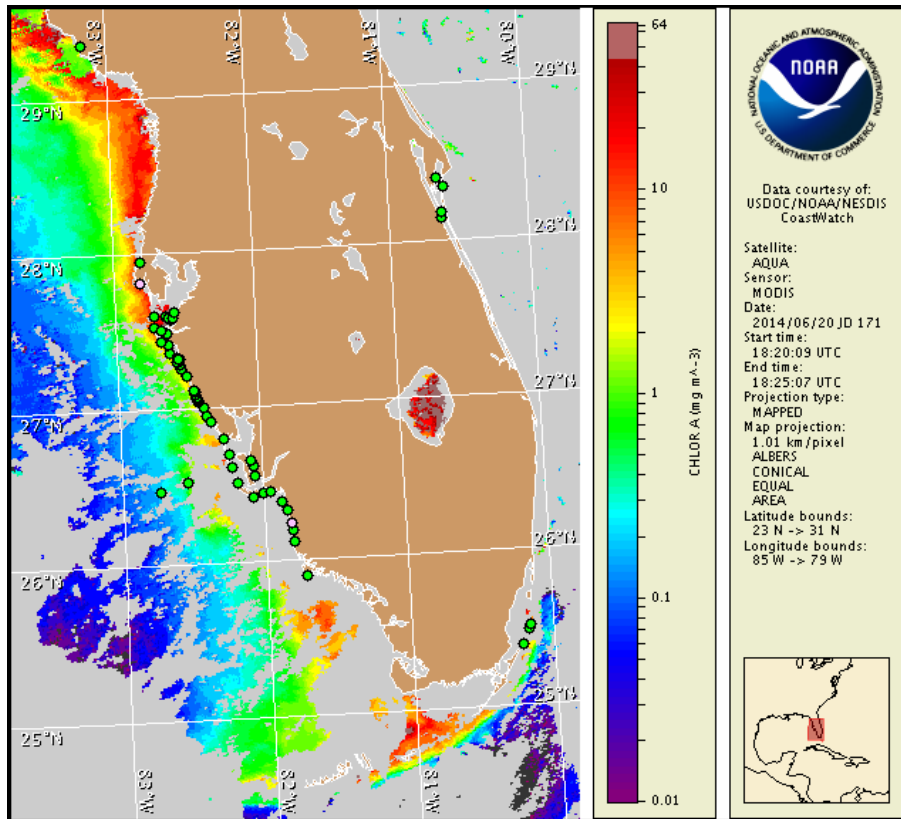 83°W
82°W
81°W
80°W
29°N
29°N
28°N
28°N
27°N
27°N
26°N
26°N
25°N
25°N
83°W
82°W
81°W
64
10
1
0.1
0.01
CHLOR A (mg m^-3)
NATIONAL OCEANIC AND ATMOSPHERIC ADMINISTRATION
NOAA
U.S. DEPARTMENT OF COMMERCE
Data courtesy of:
USDOC/NOAA/NESDIS
CoastWatch
Satellite:
AQUA
Sensor:
MODIS
Date:
2014/06/20 JD 171
Start time:
18:20:09 UTC
End time:
18:25:07 UTC
Projection type:
MAPPED
Map projection:
1.01 km/pixel
ALBERS
CONICAL
EQUAL
AREA
Latitude bounds:
23 N -> 31 N
Longitude bounds:
85 W -> 79 W